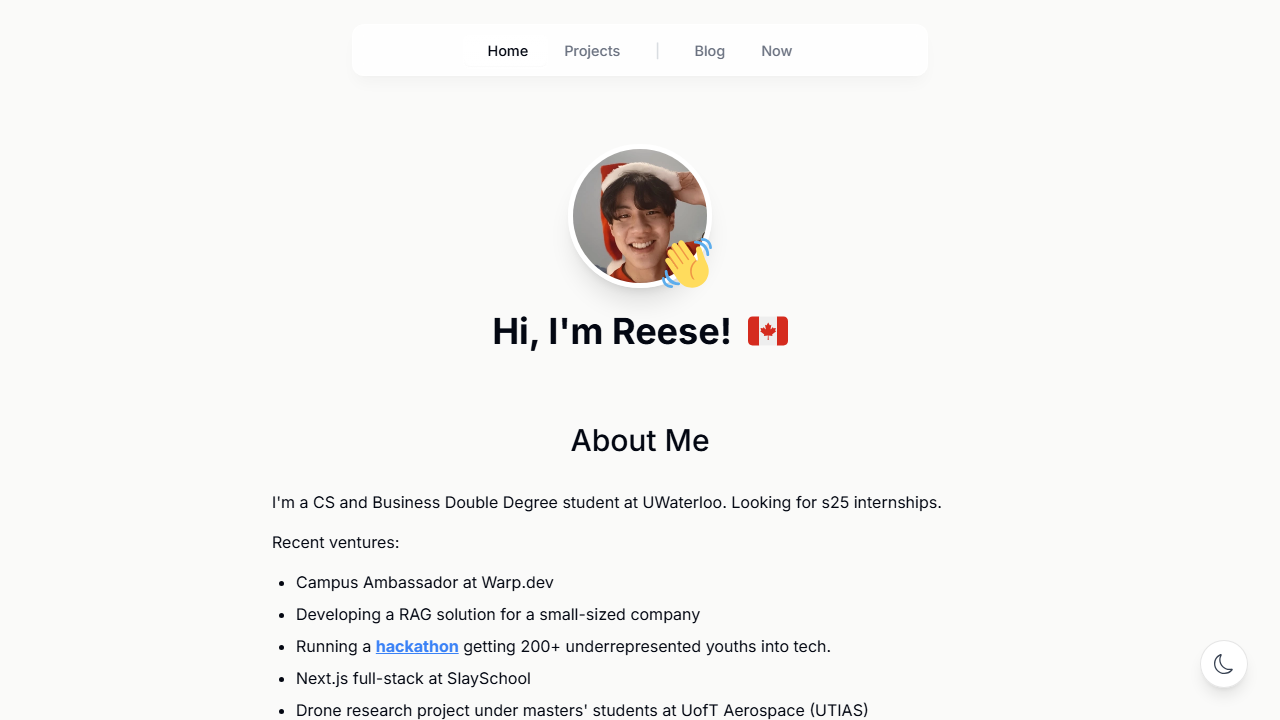 Home Projects | Blog Now
Hi, I'm Reese!
About Me
I'm a CS and Business Double Degree student at UWaterloo. Looking for s25 internships.
Recent ventures:
• Campus Ambassador at Warp.dev
• Developing a RAG solution for a small-sized company
• Running a hackathon getting 200+ underrepresented youths into tech.
• Next.js full-stack at SlaySchool
• Drone research project under masters' students at UofT Aerospace (UTIAS)